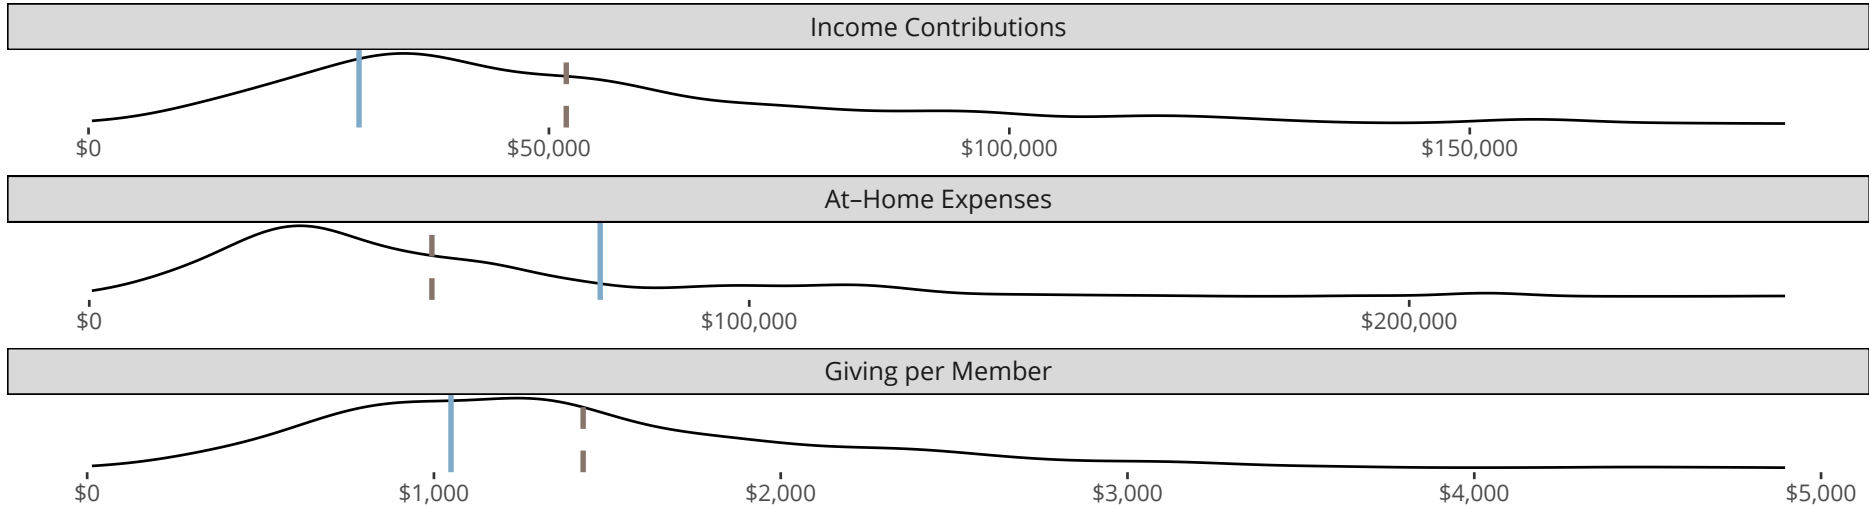 Income Contributions
$0 $50,000 $100,000 $150,000
At–Home Expenses
$0 $100,000 $200,000
Giving per Member
$0 $1,000 $2,000 $3,000 $4,000 $5,000